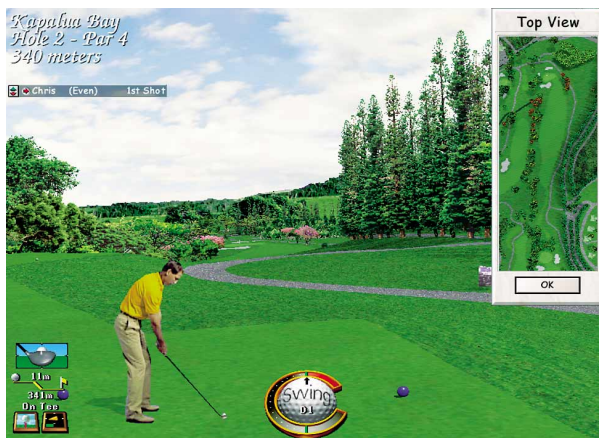 Kapalua Bay
Hole 2 - Par 4
340 meters
Top View
Chris (Even) 1st Shot
OK
11m
341m
On Tee
Swing
D1